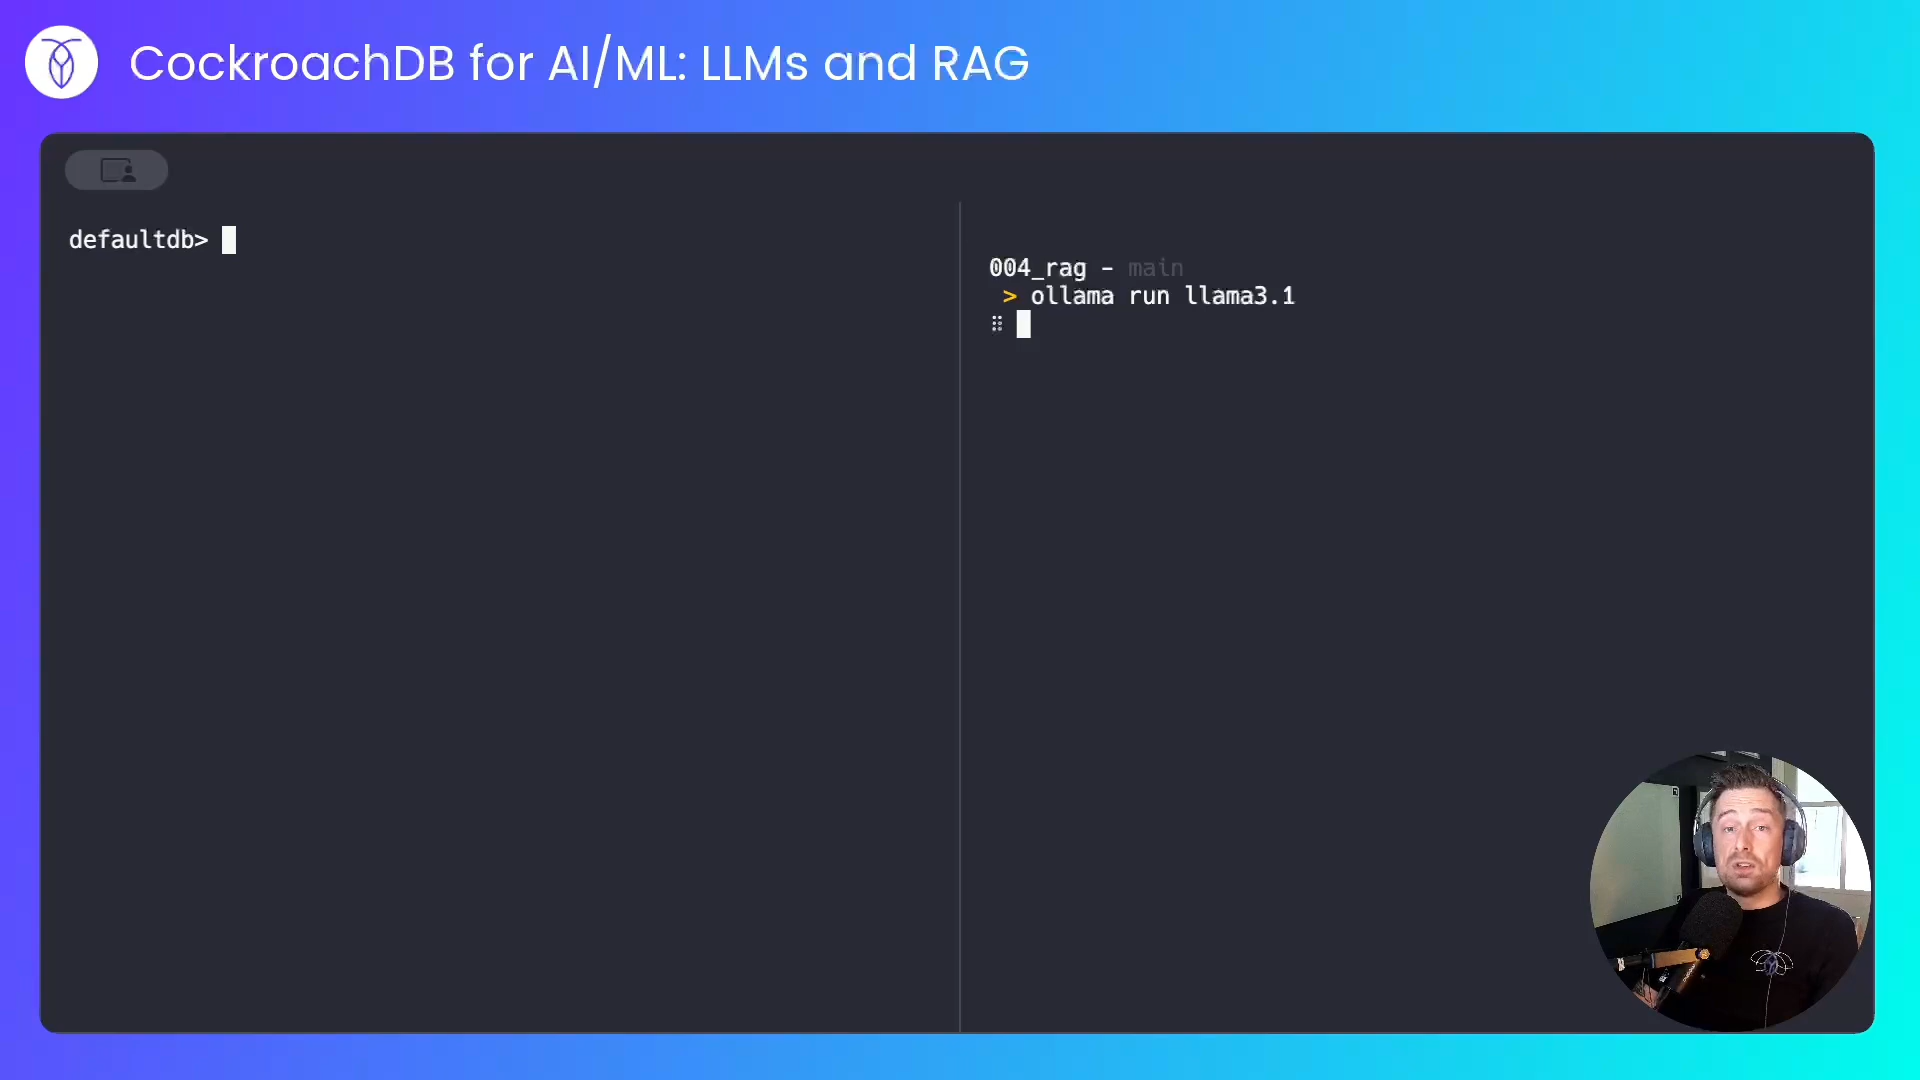 CockroachDB for AI/ML: LLMs and RAG
defaultdb>
004_rag - main
> ollama run llama3.1